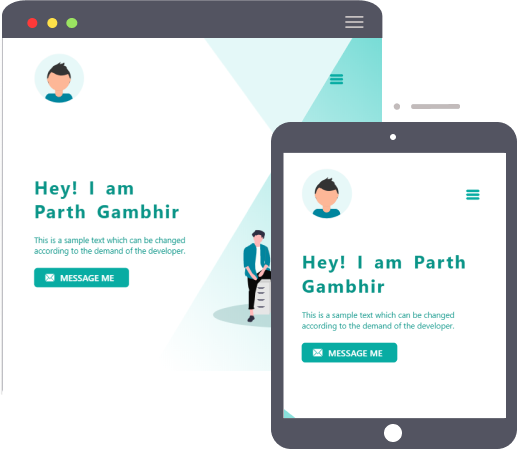 Hey! I am
Parth Gambhir
This is a sample text which can be changed
according to the demand of the developer.
MESSAGE ME
Hey! I am Parth
Gambhir
This is a sample text which can be changed
according to the demand of the developer.
MESSAGE ME